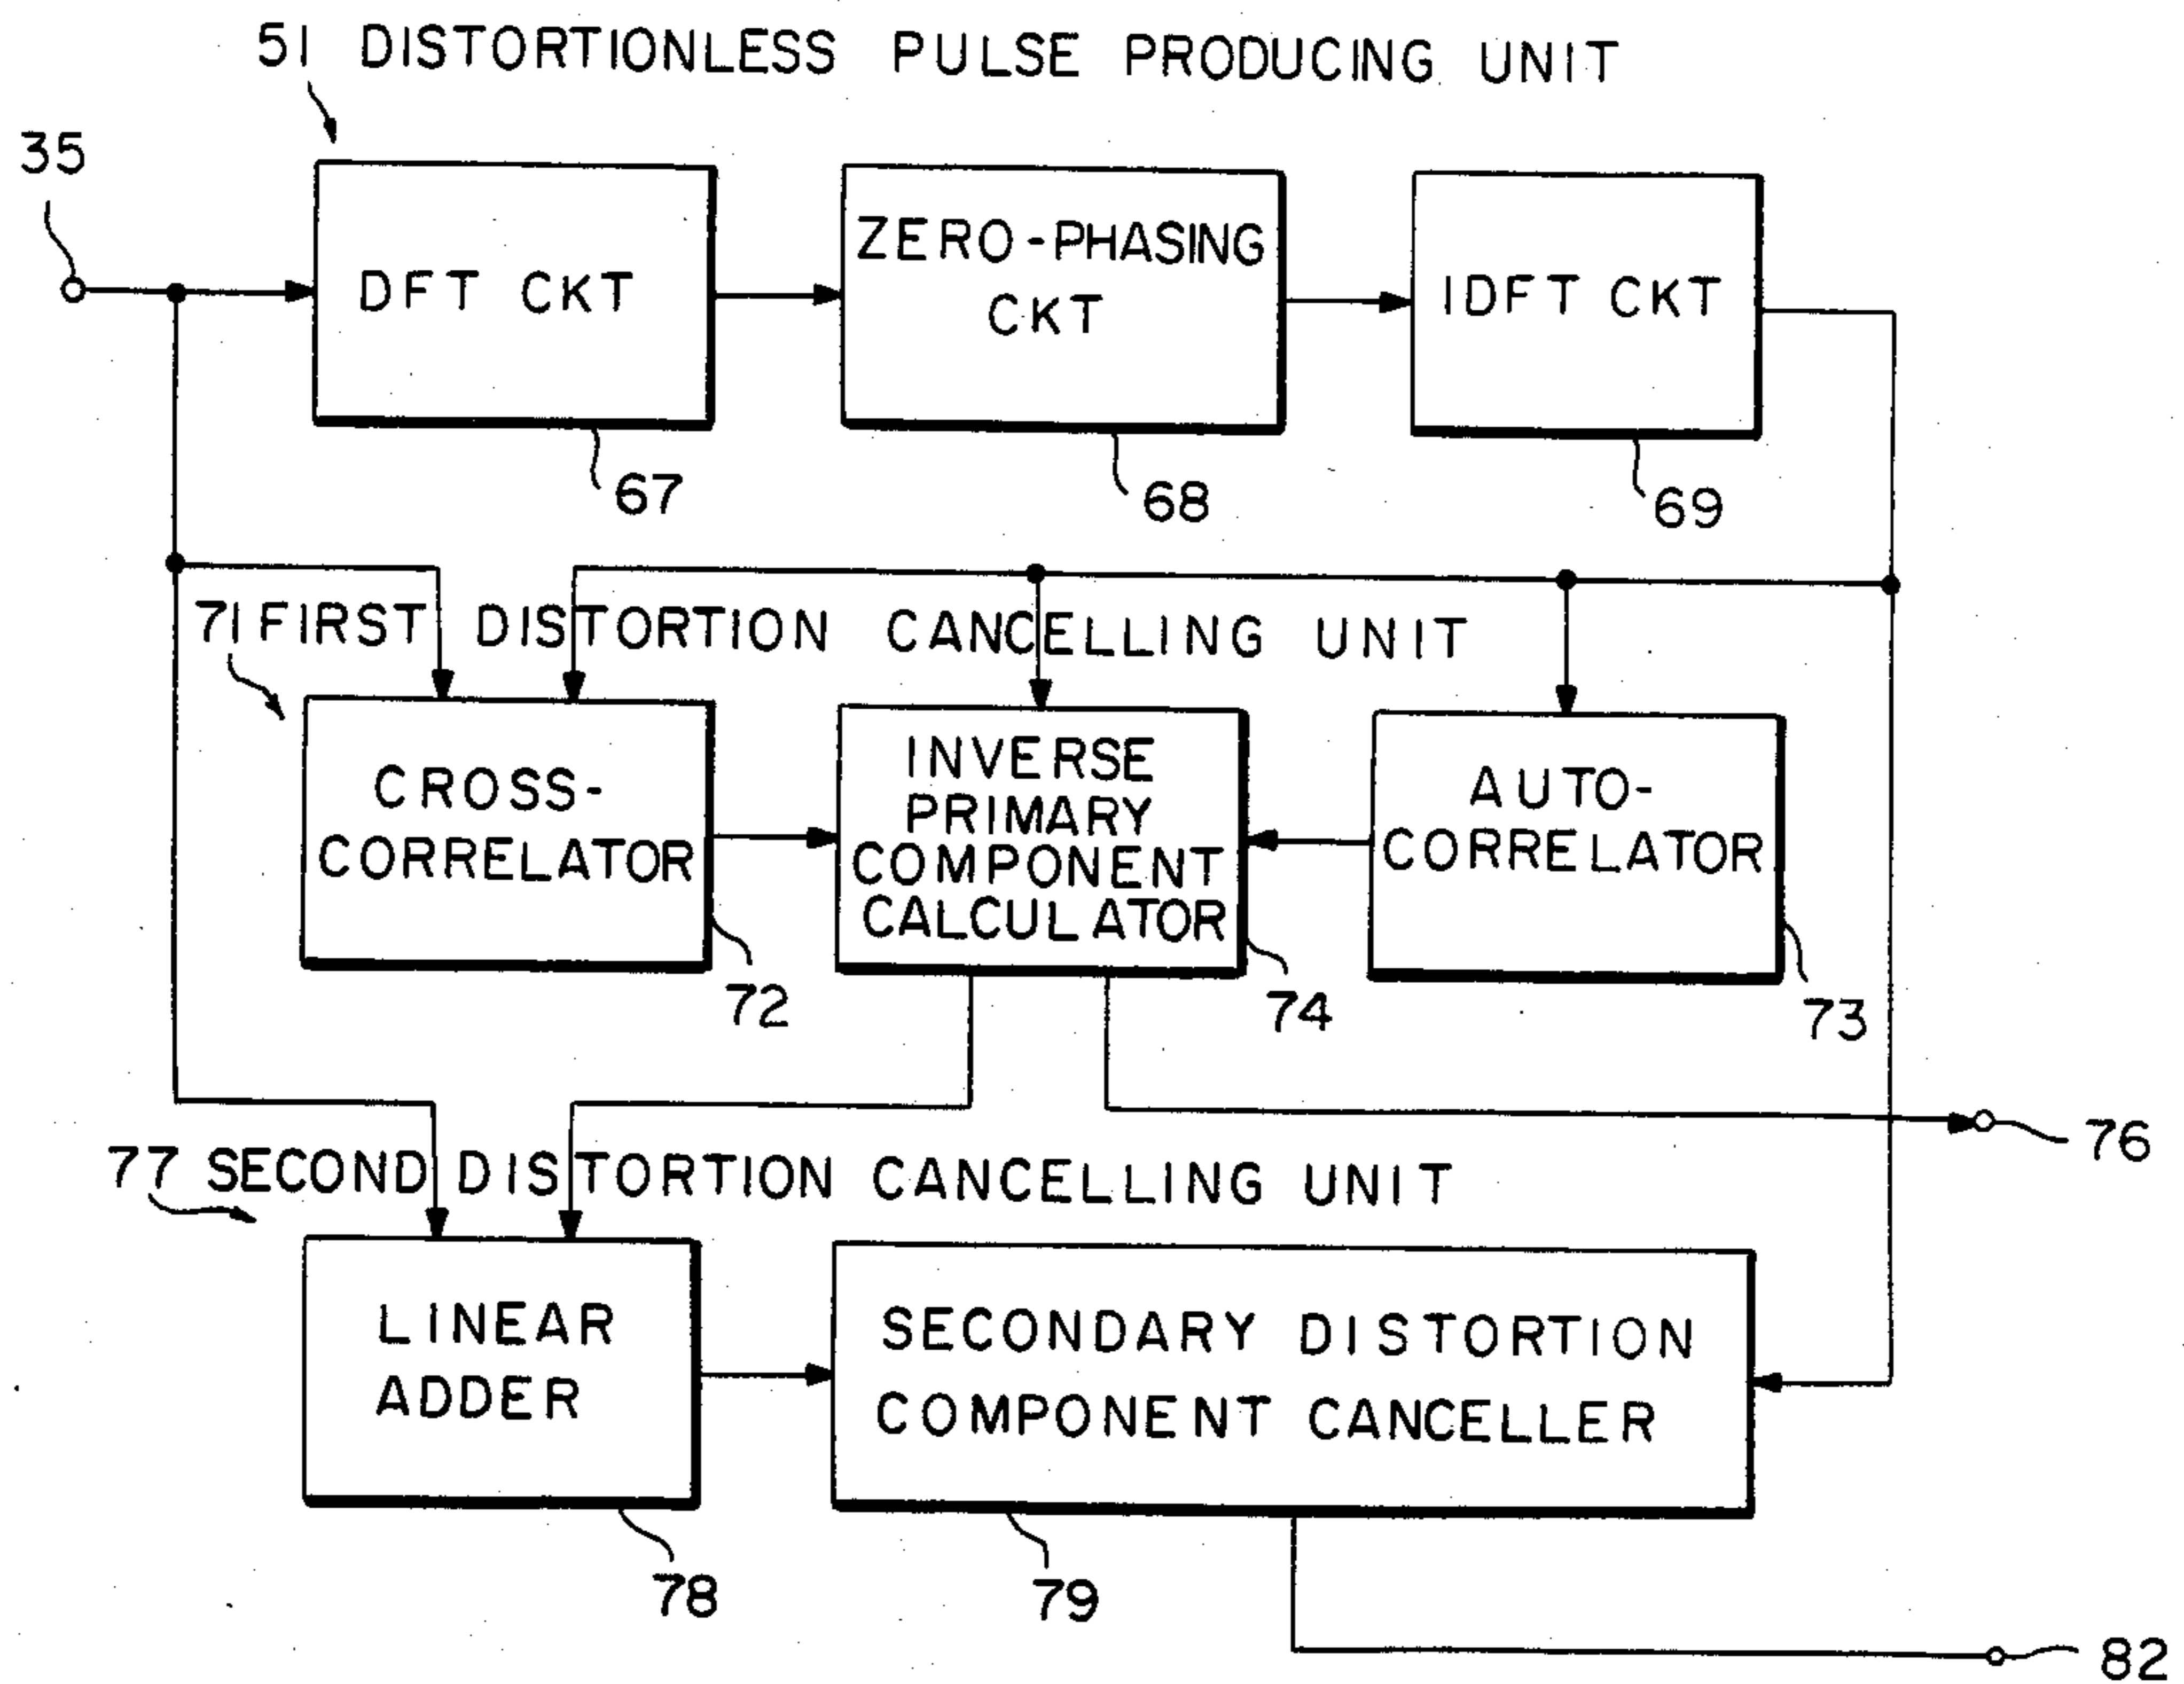 51 DISTORTIONLESS PULSE PRODUCING UNIT
35
DFT CKT
ZERO-PHASING
CKT
IDFT CKT
67
68
69
71 FIRST DISTORTION CANCELLING UNIT
CROSS-
CORRELATOR
INVERSE
PRIMARY
COMPONENT
CALCULATOR
AUTO-
CORRELATOR
72
74
73
76
77 SECOND DISTORTION CANCELLING UNIT
LINEAR
ADDER
SECONDARY DISTORTION
COMPONENT CANCELLER
78
79
82